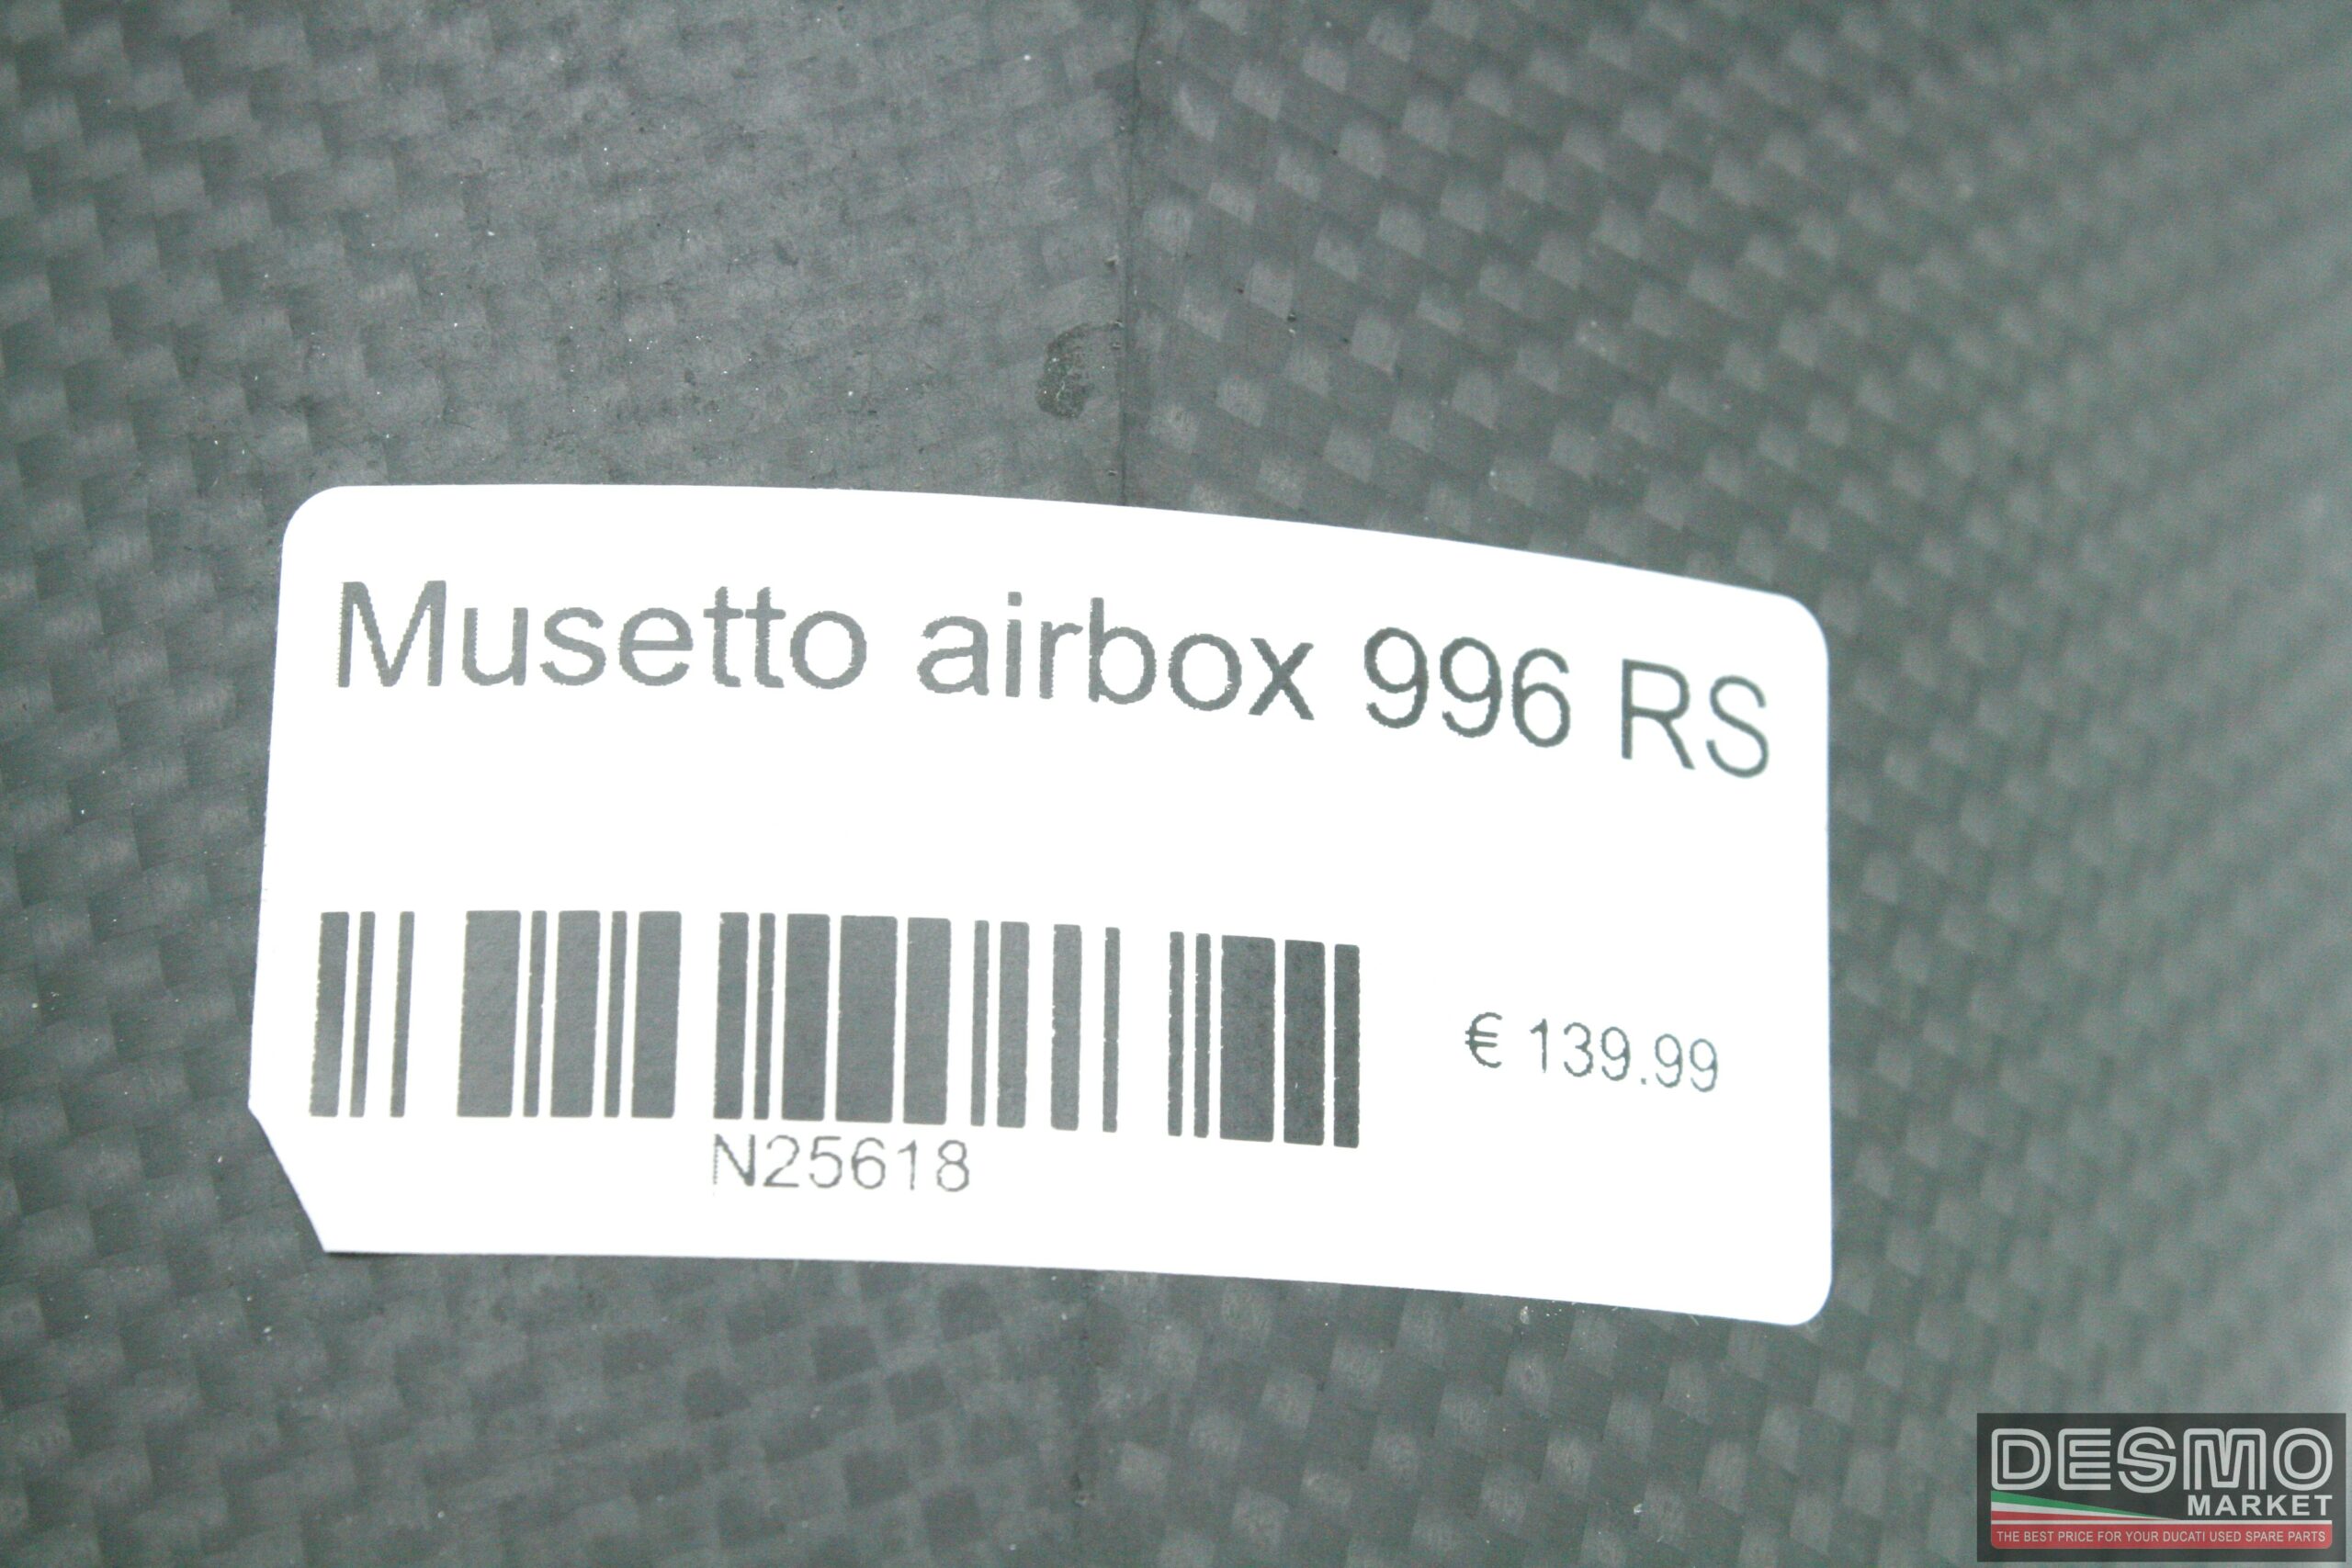 Musetto airbox 996 RS
€ 139.99
N25618
DESMO
MARKET
THE BEST PRICE FOR YOUR DUCATI USED SPARE PARTS